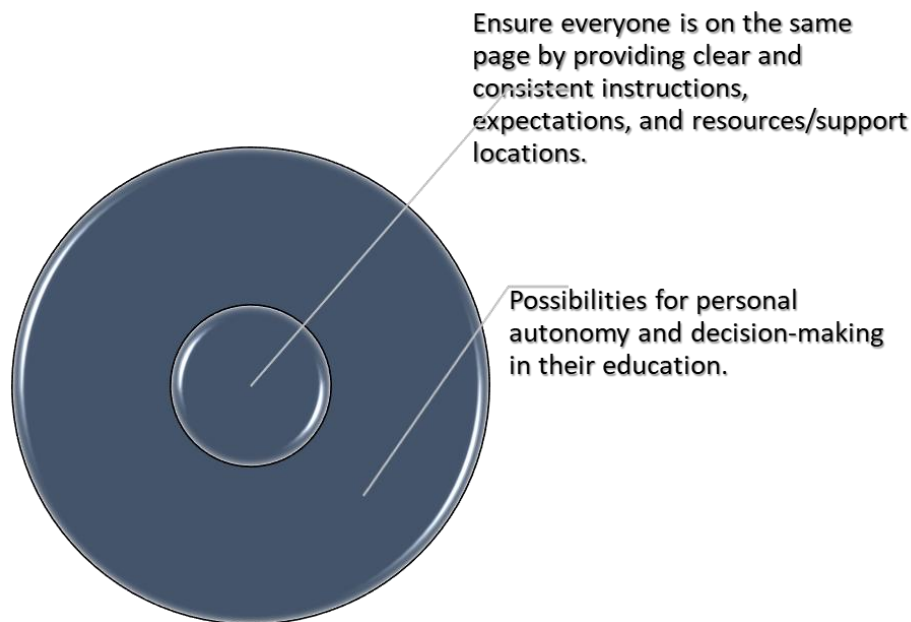 Ensure everyone is on the same
page by providing clear and
consistent instructions,
expectations, and resources/support
locations.
Possibilities for personal
autonomy and decision-making
in their education.